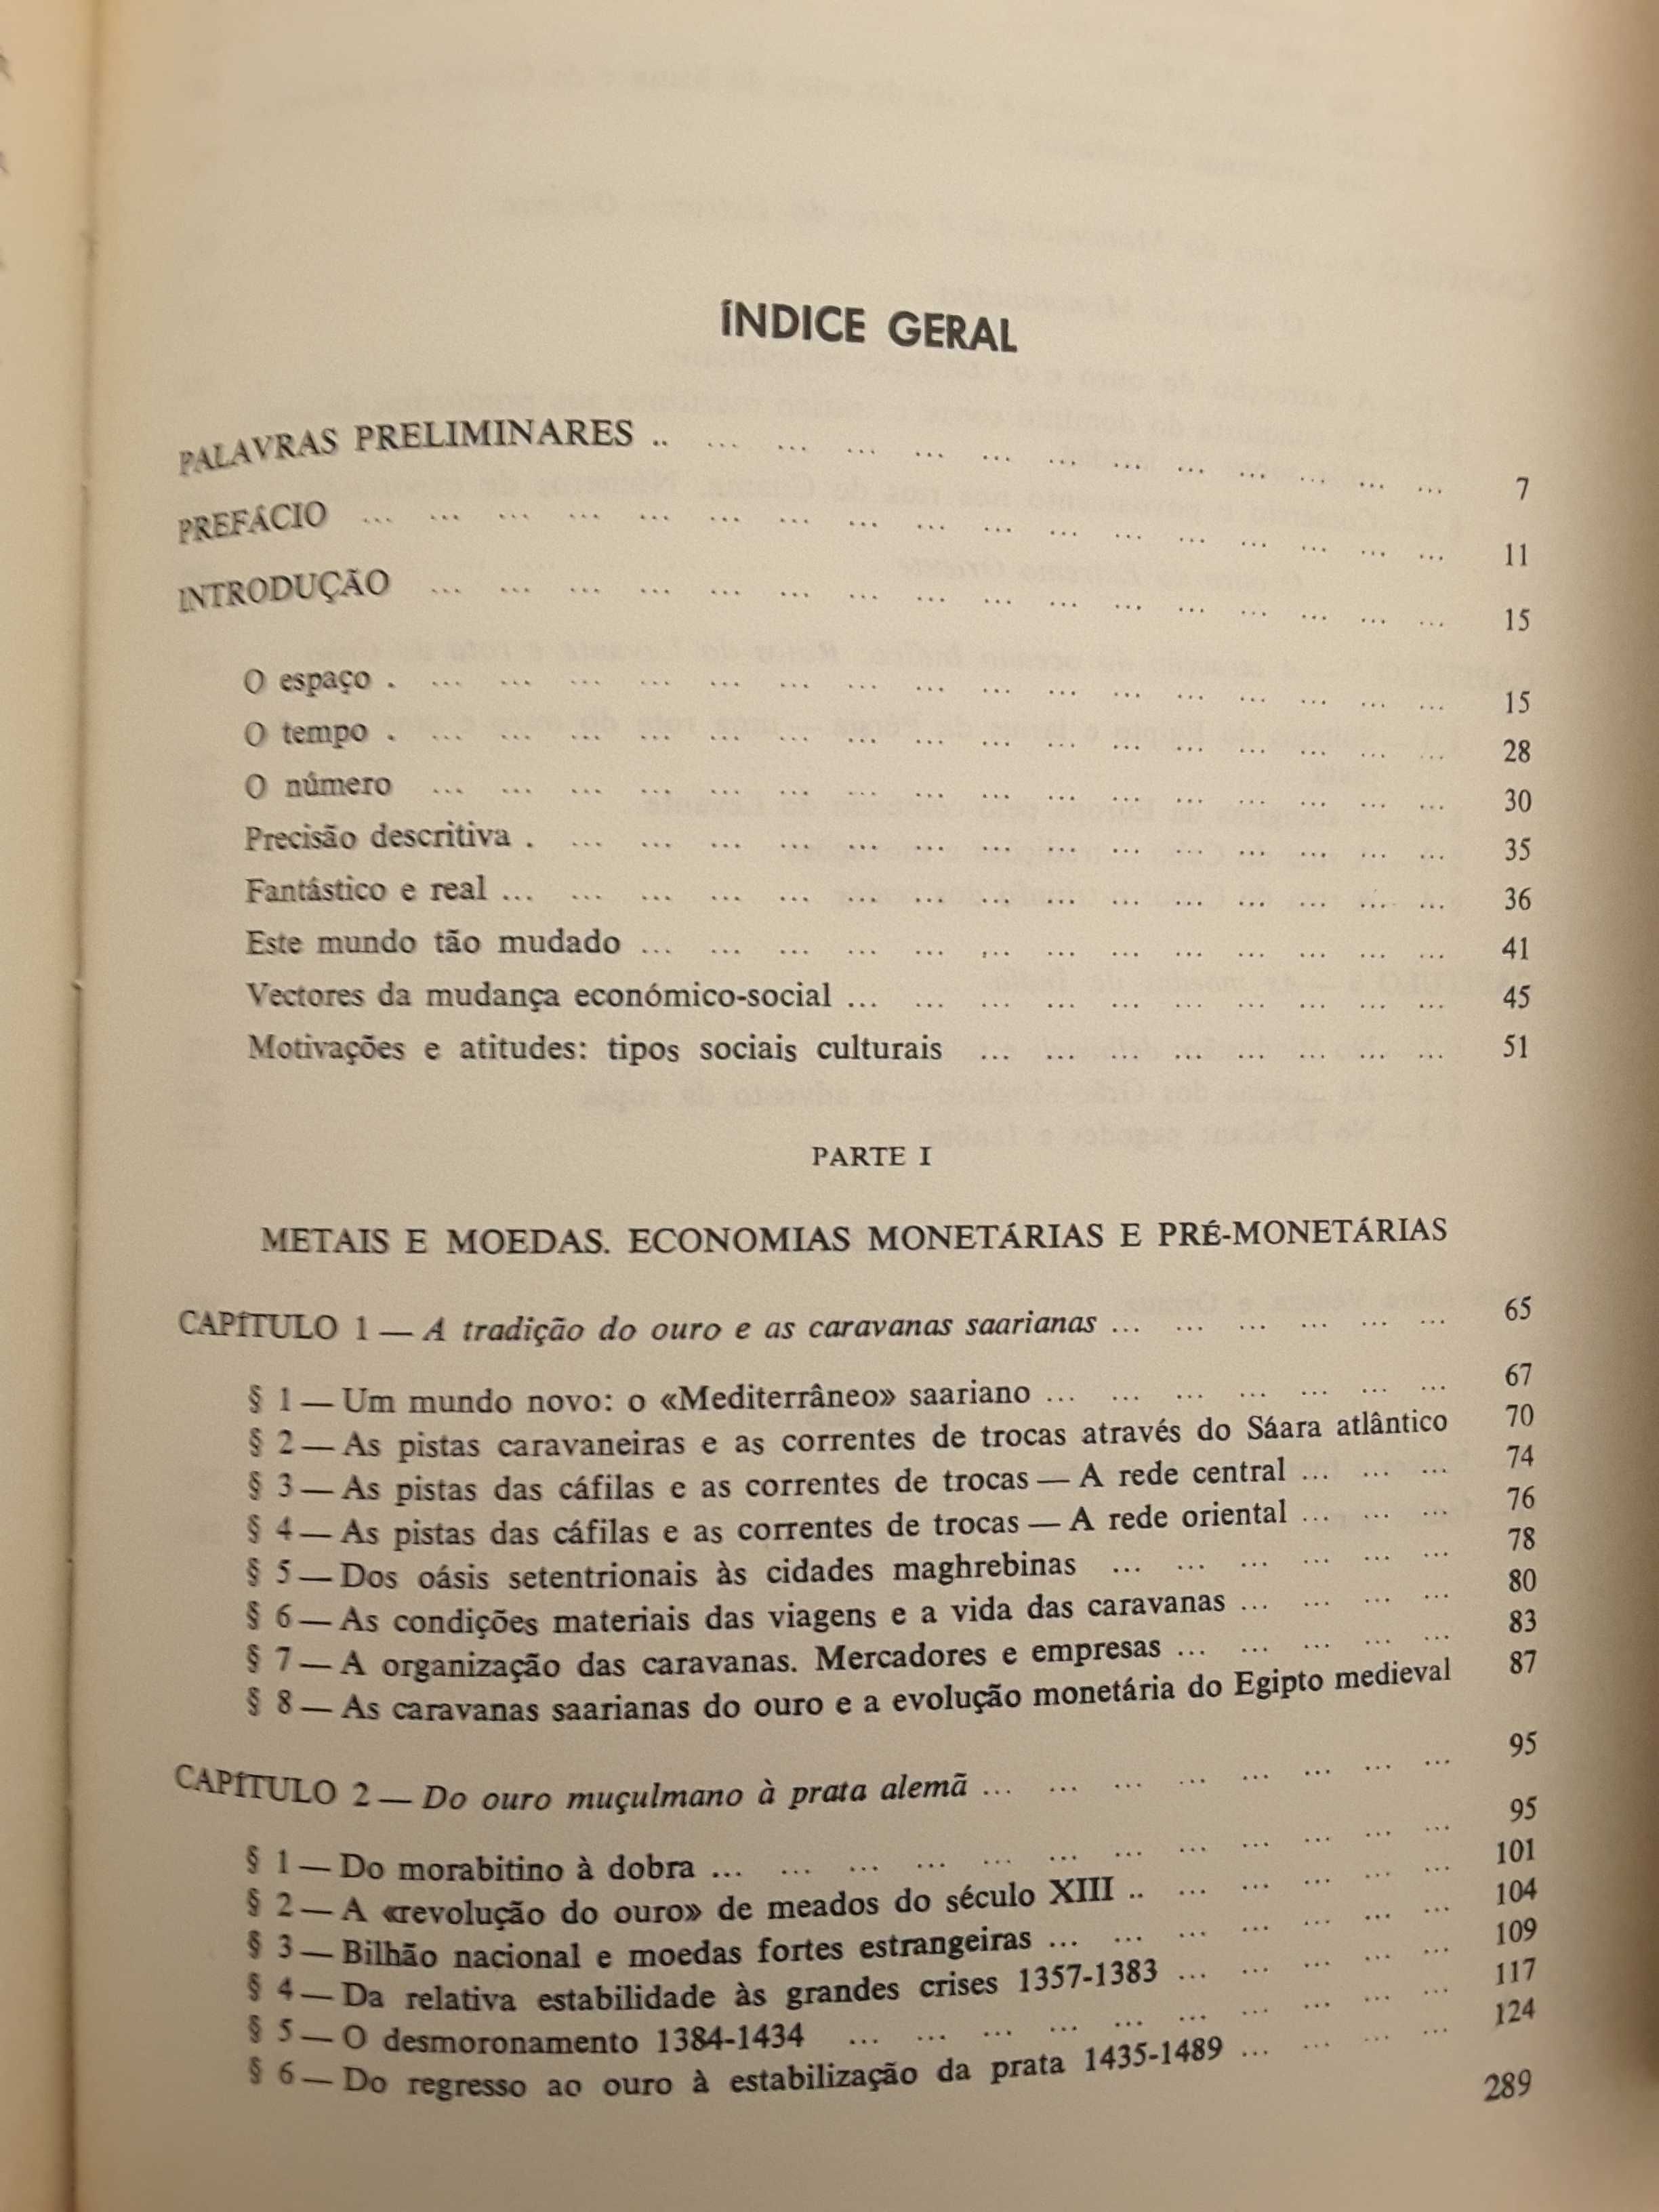 ÍNDICE GERAL
PALAVRAS PRELIMINARES .. ... ... ... ... ... ... ... ... ... ... ... ... 7
PREFÁCIO ... ... ... ... ... ... ... ... ... ... ... ... ... ... ... ... 11
INTRODUÇÃO ... ... ... ... ... ... ... ... ... ... ... ... ... ... ... 15
O espaço . ... ... ... ... ... ... ... ... ... ... ... ... ... ... ... 15
O tempo . ... ... ... ... ... ... ... ... ... ... ... ... ... ... ... 28
O número ... ... ... ... ... ... ... ... ... ... ... ... ... ... ... 30
Precisão descritiva . ... ... ... ... ... ... ... ... ... ... ... ... ... 35
Fantástico e real ... ... ... ... ... ... ... ... ... ... ... ... ... ... 36
Este mundo tão mudado ... ... ... ... ... ... ... ... ... ... ... ... 41
Vectores da mudança económico-social ... ... ... ... ... ... ... ... ... 45
Motivações e atitudes: tipos sociais culturais ... ... ... ... ... ... ... ... 51
PARTE I
METAIS E MOEDAS. ECONOMIAS MONETÁRIAS E PRÉ-MONETÁRIAS
CAPÍTULO 1 — A tradição do ouro e as caravanas saarianas ... ... ... ... ... ... 65
§ 1 — Um mundo novo: o «Mediterrâneo» saariano ... ... ... ... ... ... ... 67
§ 2 — As pistas caravaneiras e as correntes de trocas através do Sáara atlântico 70
§ 3 — As pistas das cáfilas e as correntes de trocas — A rede central ... ... ... 74
§ 4 — As pistas das cáfilas e as correntes de trocas — A rede oriental ... ... ... 76
§ 5 — Dos oásis setentrionais às cidades maghrebinas ... ... ... ... ... ... 78
§ 6 — As condições materiais das viagens e a vida das caravanas ... ... ... ... 80
§ 7 — A organização das caravanas. Mercadores e empresas ... ... ... ... ... 83
§ 8 — As caravanas saarianas do ouro e a evolução monetária do Egipto medieval 87
CAPÍTULO 2 — Do ouro muçulmano à prata alemã ... ... ... ... ... ... ... ... 95
§ 1 — Do morabitino à dobra ... ... ... ... ... ... ... ... ... ... ... 95
§ 2 — A «revolução do ouro» de meados do século XIII .. ... ... ... ... ... 101
§ 3 — Bilhão nacional e moedas fortes estrangeiras ... ... ... ... ... ... ... 104
§ 4 — Da relativa estabilidade às grandes crises 1357-1383 ... ... ... ... ... 109
§ 5 — O desmoronamento 1384-1434 ... ... ... ... ... ... ... ... ... 117
§ 6 — Do regresso ao ouro à estabilização da prata 1435-1489 ... ... ... ... 124
289